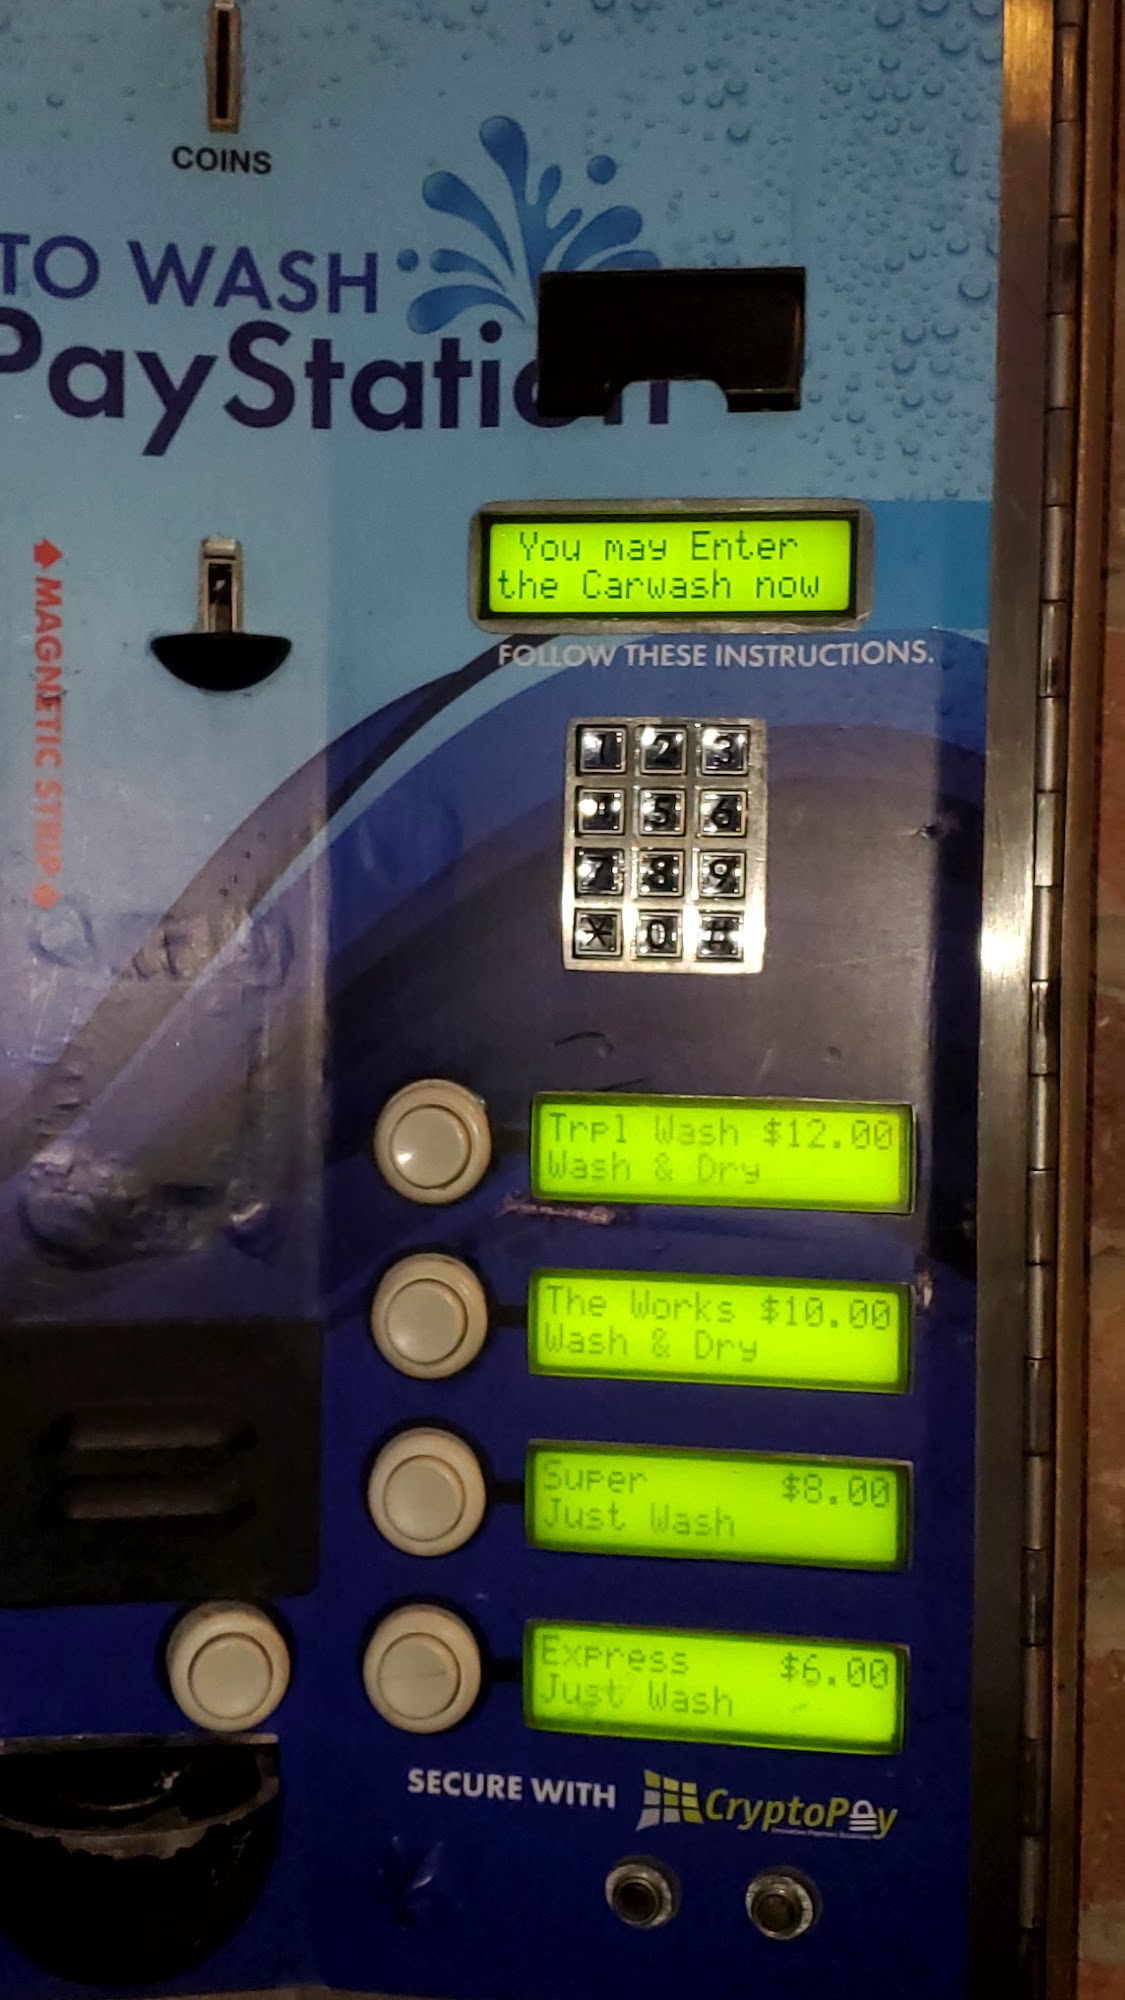 COINS
TO WASH
PayStation
You may Enter
the Carwash now
FOLLOW THESE INSTRUCTIONS.
MAGNETIC STRIP
1 2 3
4 5 6
7 8 9
* 0 #
Trpl Wash $12.00
Wash & Dry
The Works $10.00
Wash & Dry
Super $8.00
Just Wash
Express $6.00
Just Wash
SECURE WITH CryptoPay